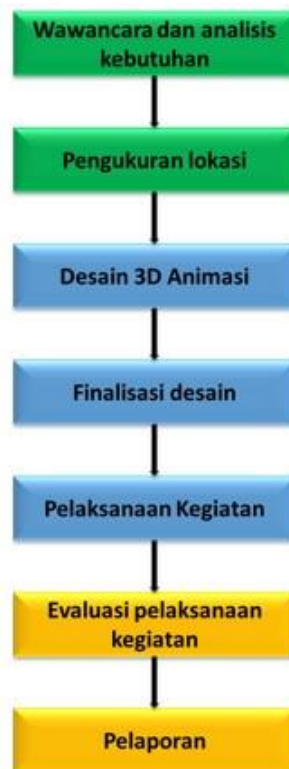 Wawancara dan analisis
kebutuhan
Pengukuran lokasi
Desain 3D Animasi
Finalisasi desain
Pelaksanaan Kegiatan
Evaluasi pelaksanaan
kegiatan
Pelaporan